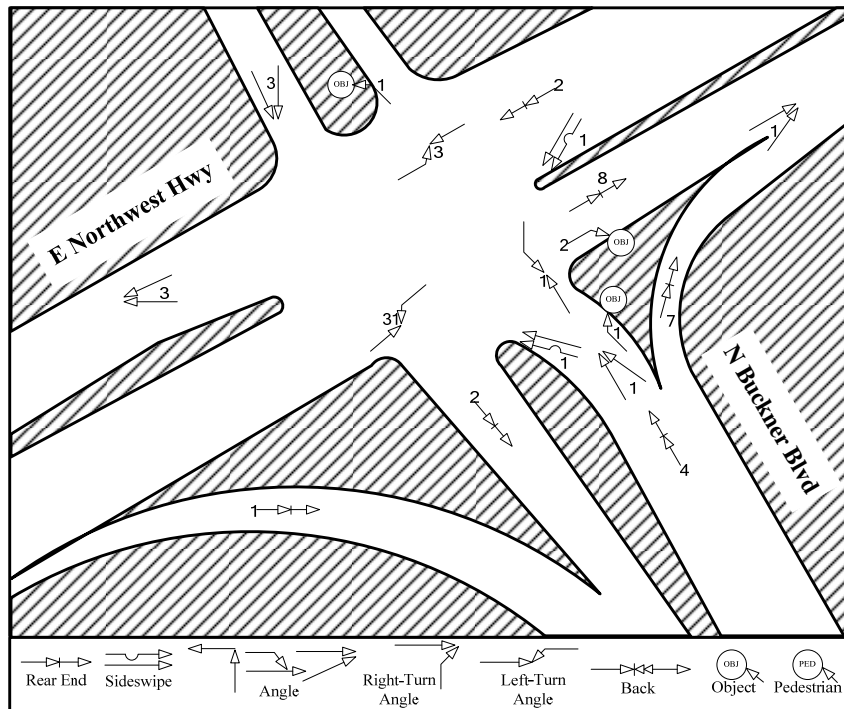 3
OBJ
1
2
3
1
1
8
E Northwest Hwy
2
OBJ
1
OBJ
3
7
31
1
1
1
2
N Buckner Blvd
4
1
Rear End
Sideswipe
Angle
Right-Turn
Angle
Left-Turn
Angle
Back
OBJ
Object
PED
Pedestrian